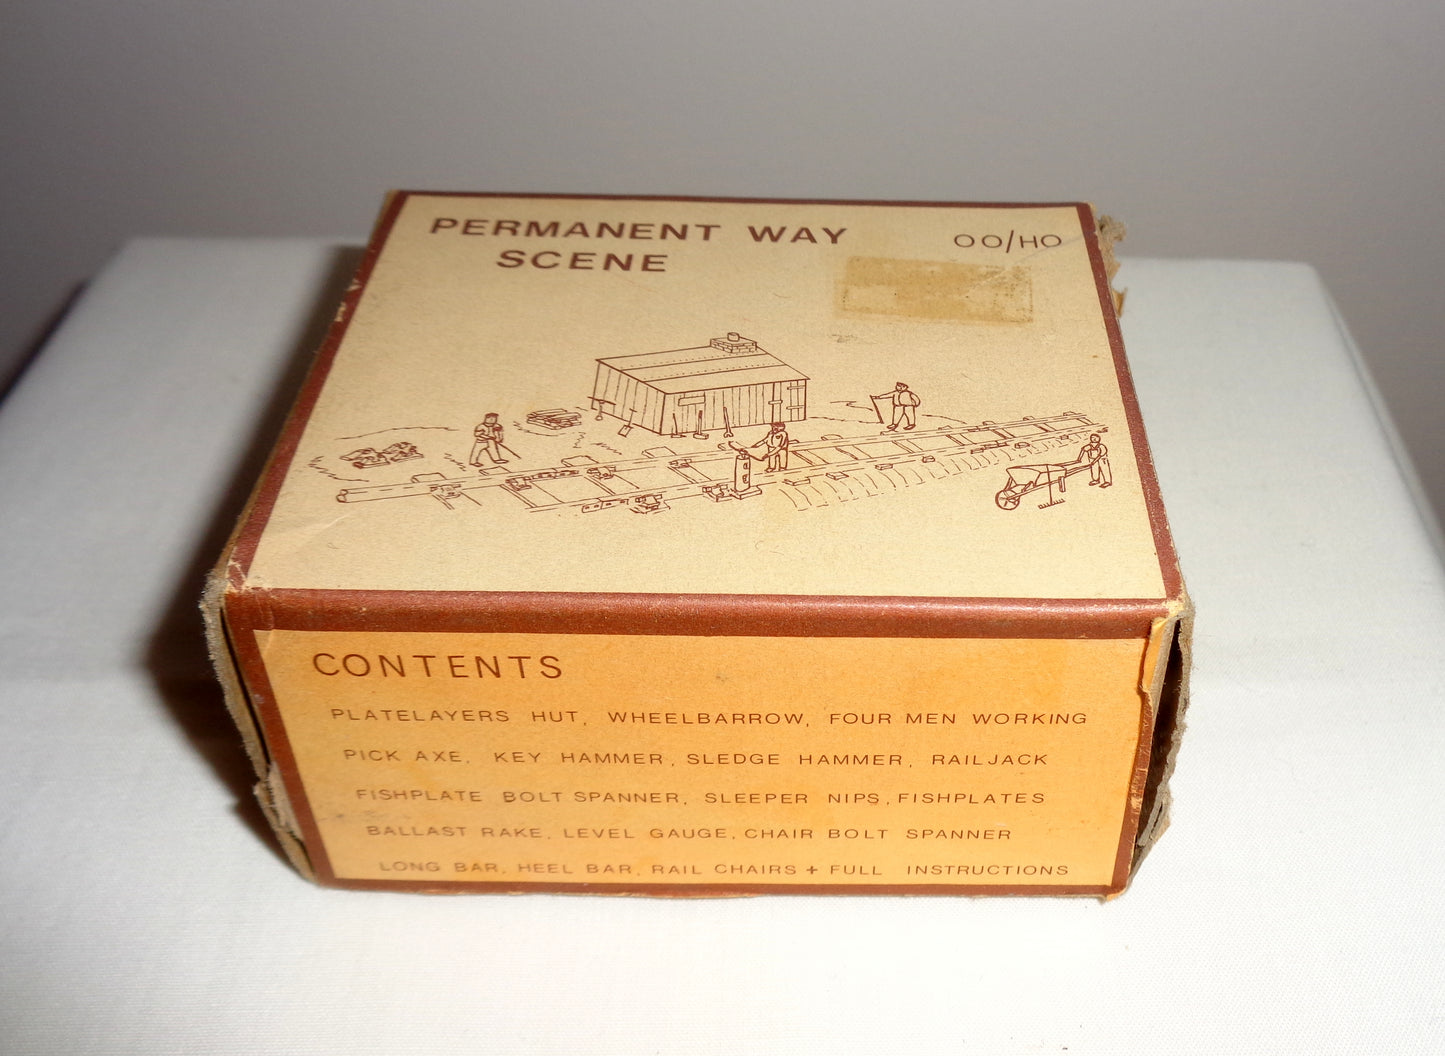 PERMANENT WAY
SCENE
OO/HO
CONTENTS
PLATELAYERS HUT, WHEELBARROW, FOUR MEN WORKING
PICK AXE, KEY HAMMER, SLEDGE HAMMER, RAILJACK
FISHPLATE BOLT SPANNER, SLEEPER NIPS, FISHPLATES
BALLAST RAKE, LEVEL GAUGE, CHAIR BOLT SPANNER
LONG BAR, HEEL BAR, RAIL CHAIRS + FULL INSTRUCTIONS